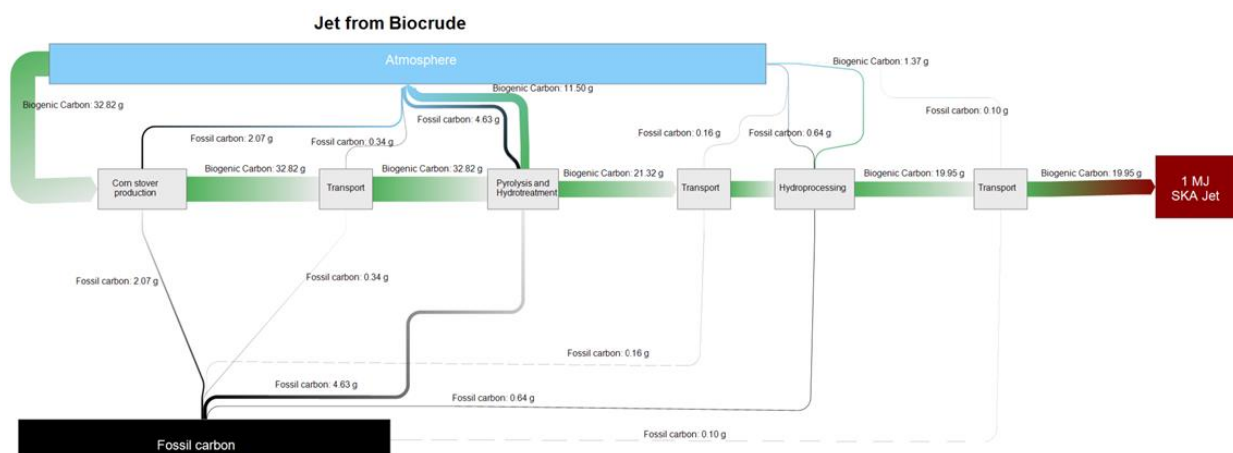 Jet from Biocrude
Atmosphere
Biogenic Carbon: 1.37 g
Biogenic Carbon: 11.50 g
Biogenic Carbon: 32.82 g
Fossil carbon: 0.10 g
Fossil carbon: 4.63 g
Fossil carbon: 0.16 g
Fossil carbon: 0.64 g
Fossil carbon: 2.07 g
Fossil carbon: 0.34 g
Biogenic Carbon: 32.82 g
Biogenic Carbon: 32.82 g
Biogenic Carbon: 21.32 g
Biogenic Carbon: 19.95 g
Biogenic Carbon: 19.95 g
Corn stover
production
Transport
Pyrolysis and
Hydrotreatment
Transport
Hydroprocessing
Transport
1 MJ
SKA Jet
Fossil carbon: 2.07 g
Fossil carbon: 0.34 g
Fossil carbon: 0.16 g
Fossil carbon: 4.63 g
Fossil carbon: 0.64 g
Fossil carbon: 0.10 g
Fossil carbon